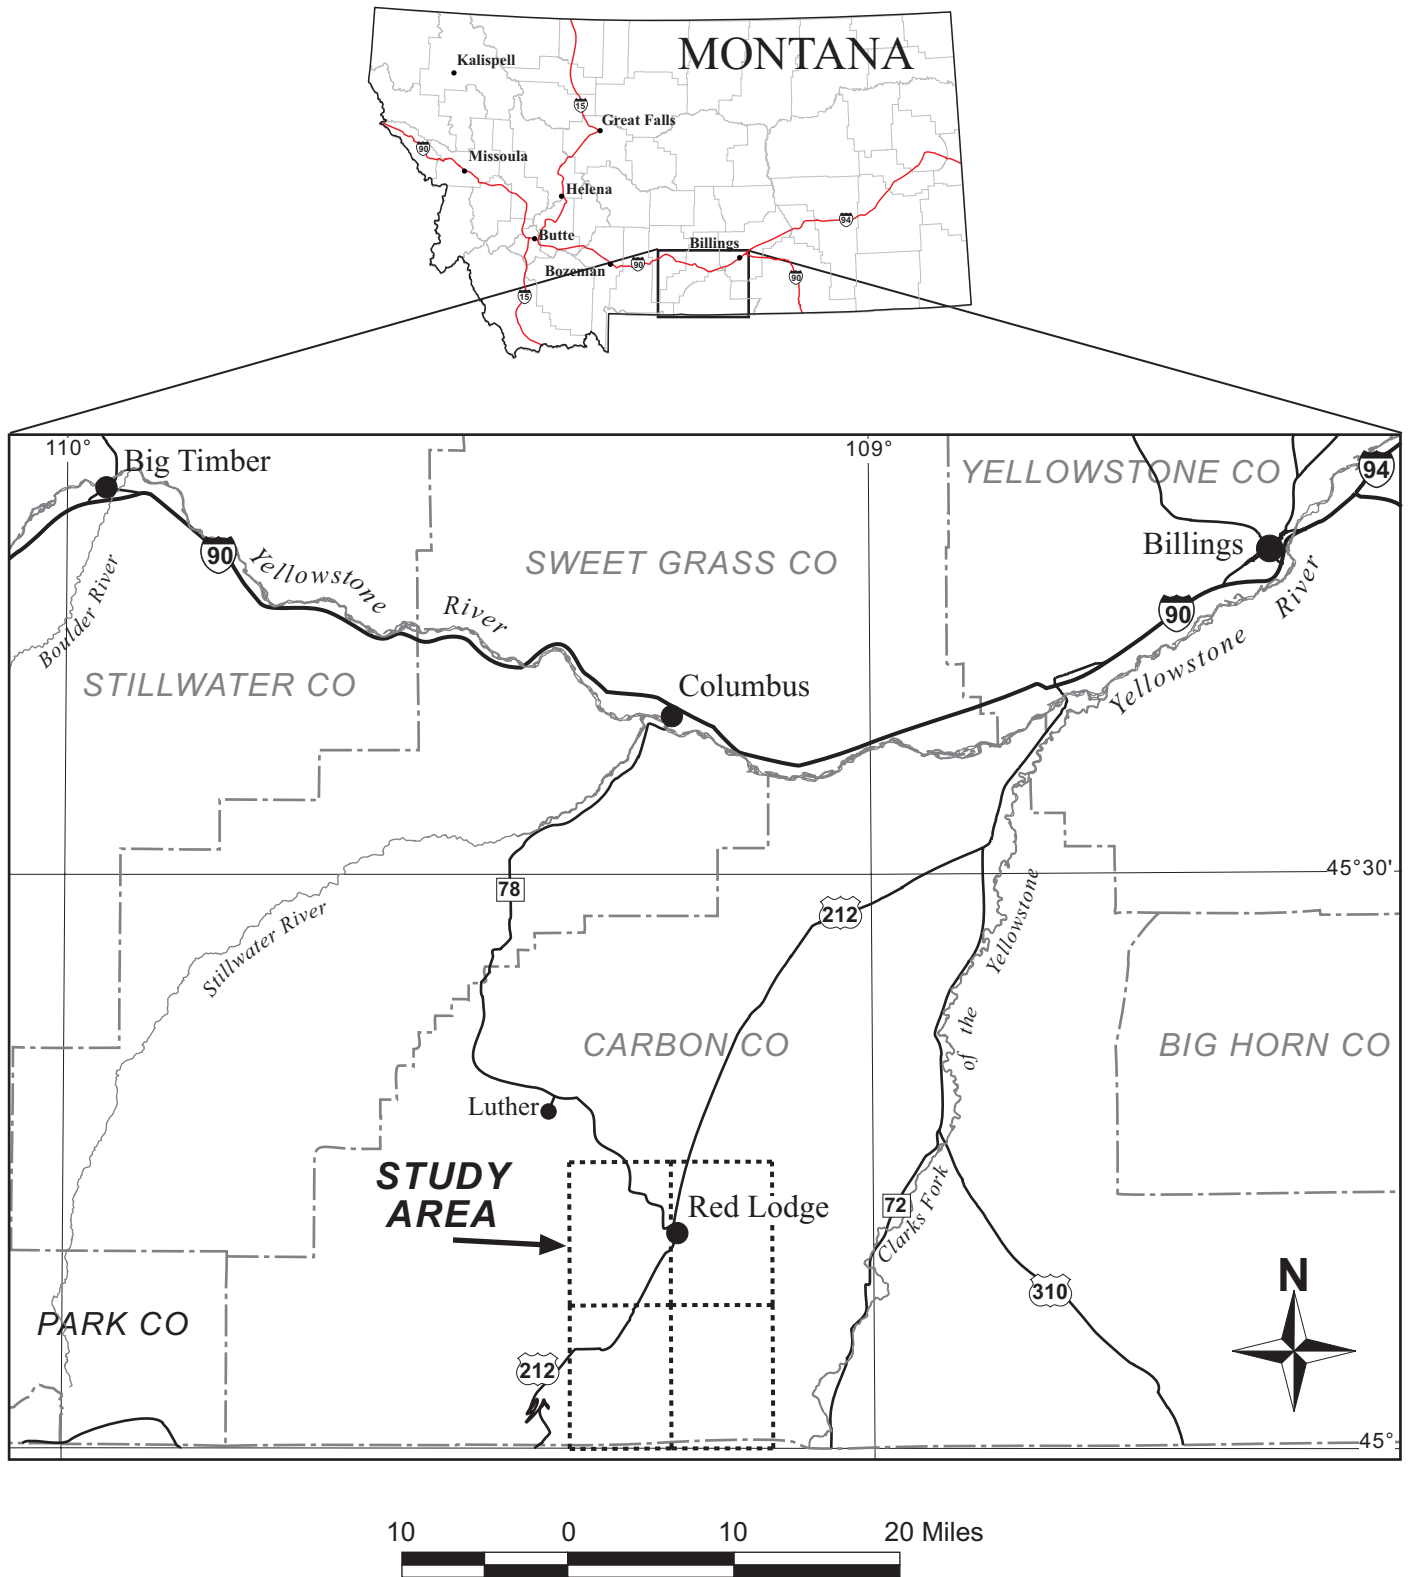 MONTANA
Kalispell
15
Great Falls
90
Missoula
Helena
94
Butte
Billings
Bozeman
90
90
15
110°
109°
Big Timber
YELLOWSTONE CO
94
Billings
90
Yellowstone
River
SWEET GRASS CO
Boulder River
River
90
Yellowstone
STILLWATER CO
Columbus
45°30'
78
212
Yellowstone
Stillwater River
of the
CARBON CO
BIG HORN CO
Luther
STUDY
AREA
Red Lodge
72
Clarks Fork
310
N
PARK CO
212
45°
10 0 10 20 Miles